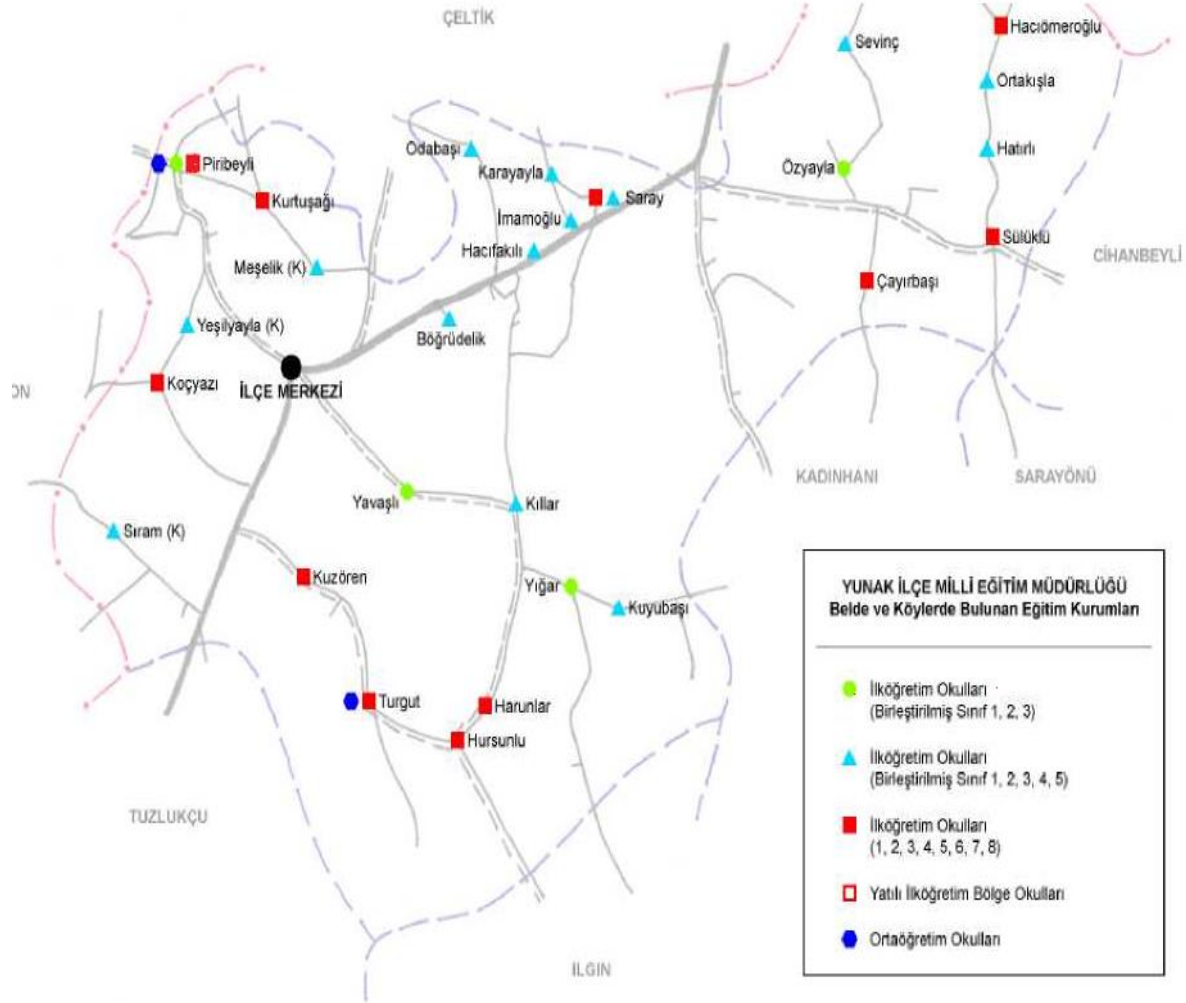 ÇELTİK
Hacıömeroğlu
Sevinç
Ortakışla
Odabaşı
Hatırlı
Piribeyli
Karayayla
Özyayla
Kurtuşağı
Saray
İmamoğlu
Hacıfakılı
Sülüklü
Meşelik (K)
CİHANBEYLİ
Çayırbaşı
Yeşilyayla (K)
Böğrüdelik
Koçyazı
İLÇE MERKEZİ
ON
KADINHANI
SARAYÖNÜ
Yavaşlı
Kıllar
Sıram (K)
Kuzören
Yığar
Kuyubaşı
Turgut
Harunlar
Hursunlu
TUZLUKÇU
ILGIN
YUNAK İLÇE MİLLİ EĞİTİM MÜDÜRLÜĞÜ
Belde ve Köylerde Bulunan Eğitim Kurumları
İlköğretim Okulları
(Birleştirilmiş Sınıf 1, 2, 3)
İlköğretim Okulları
(Birleştirilmiş Sınıf 1, 2, 3, 4, 5)
İlköğretim Okulları
(1, 2, 3, 4, 5, 6, 7, 8)
Yatılı İlköğretim Bölge Okulları
Ortaöğretim Okulları